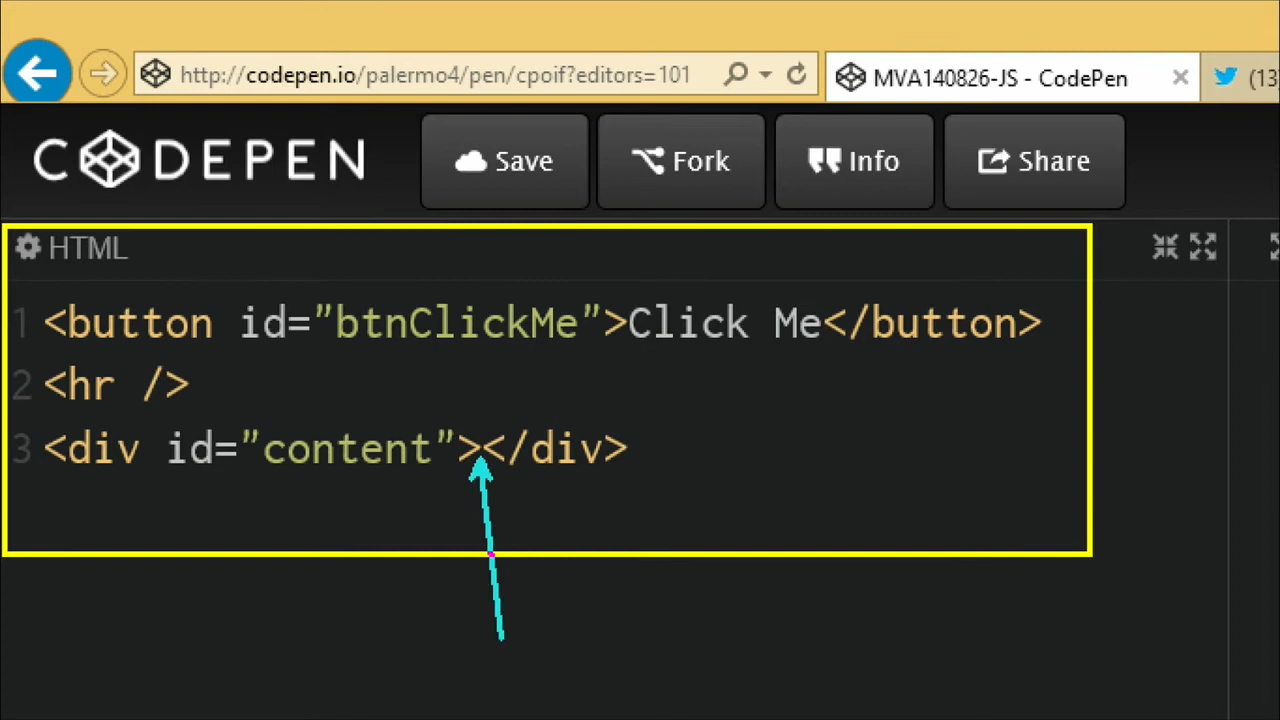 http://codepen.io/palermo4/pen/cpoif?editors=101
MVA140826-JS - CodePen
(13
CODEPEN
Save
Fork
Info
Share
HTML
1 <button id="btnClickMe">Click Me</button>
2 <hr />
3 <div id="content"></div>